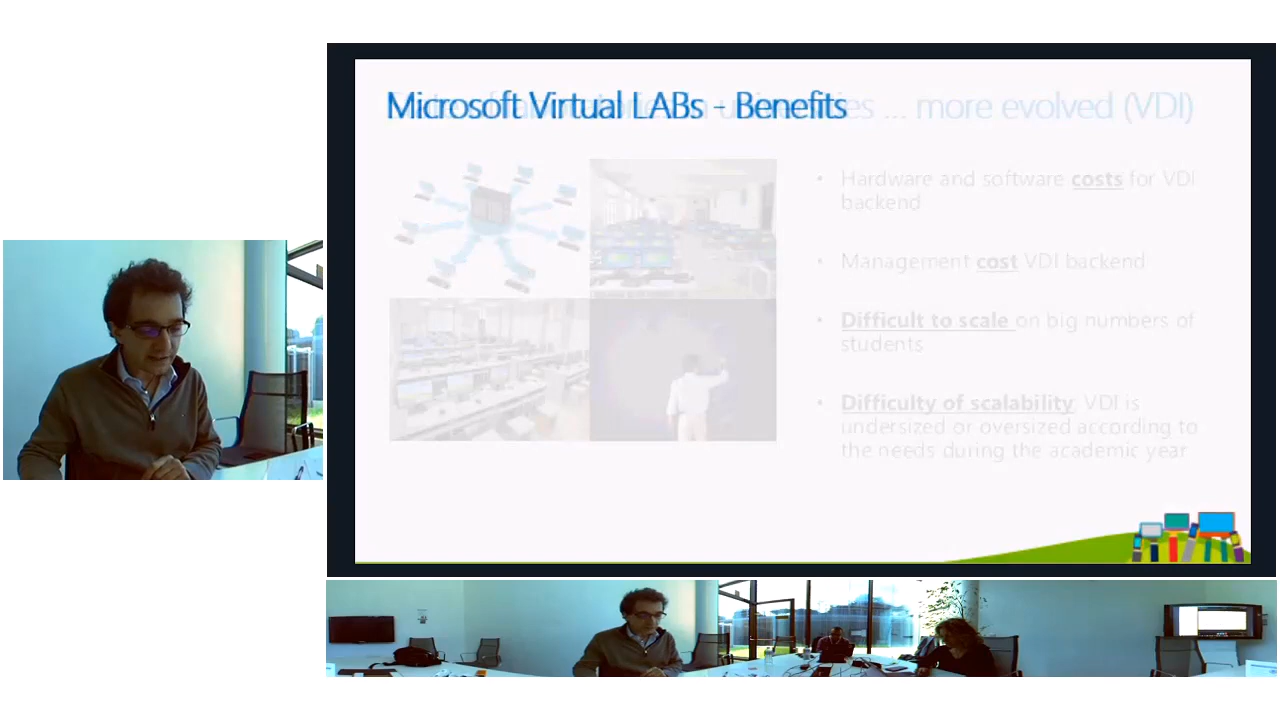 Microsoft Virtual LABs - Benefits
universities ... more evolved (VDI)
• Hardware and software costs for VDI
backend
• Management cost VDI backend
• Difficult to scale on big numbers of
students
• Difficulty of scalability: VDI is
undersized or oversized according to
the needs during the academic year